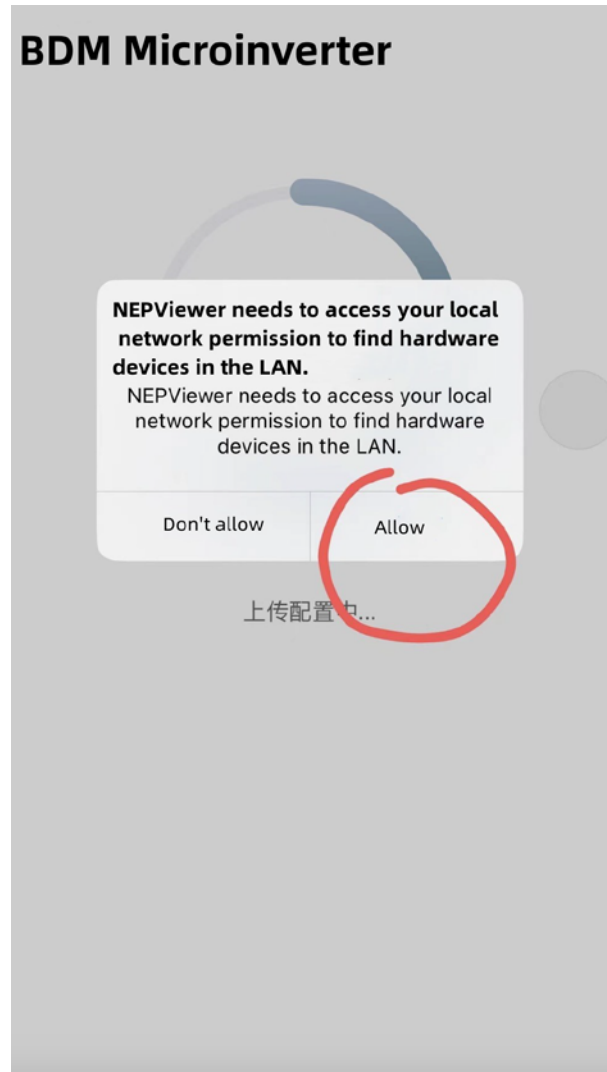 BDM Microinverter
NEPViewer needs to access your local
network permission to find hardware
devices in the LAN.
NEPViewer needs to access your local
network permission to find hardware
devices in the LAN.
Don't allow
Allow
上传配置中...